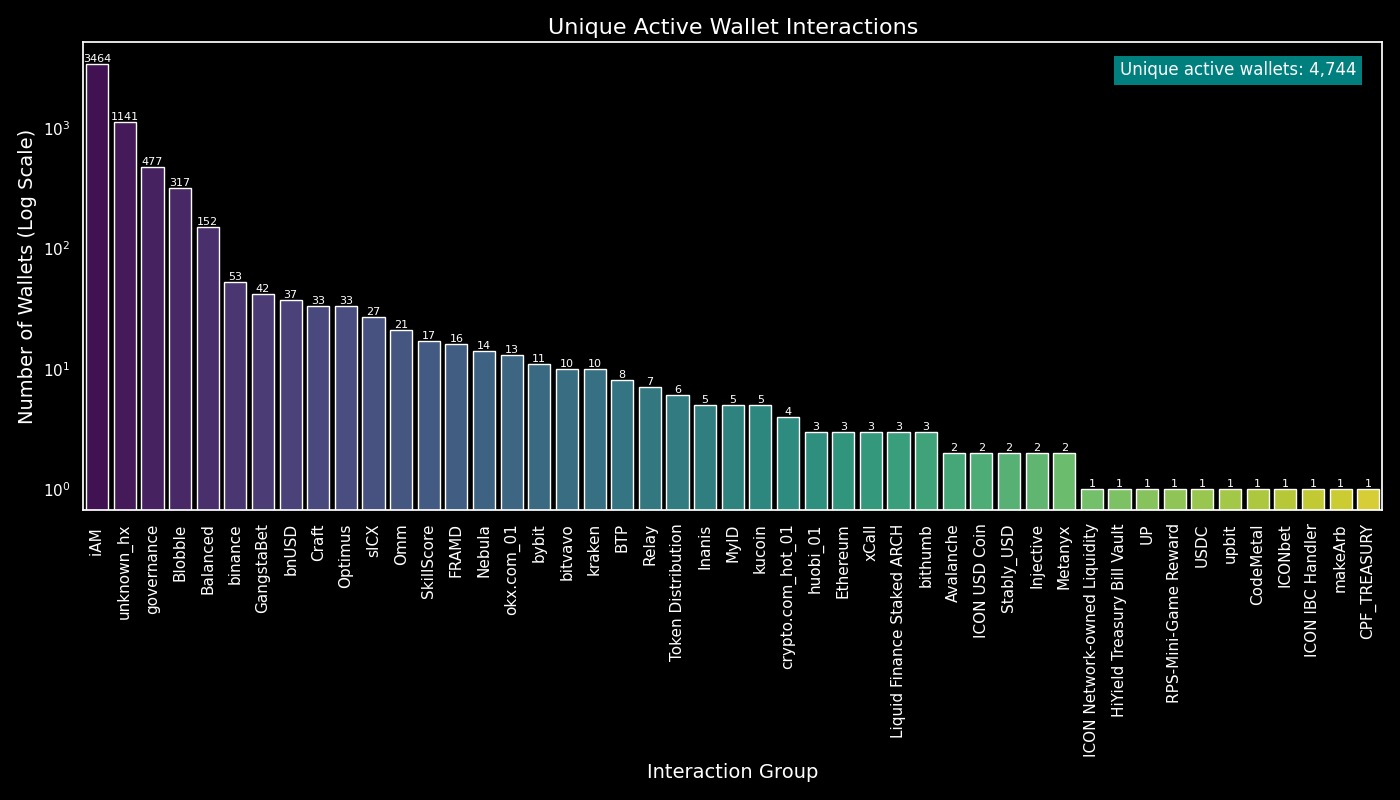 Unique Active Wallet Interactions
Unique active wallets: 4,744
Number of Wallets (Log Scale)
10³
10²
10¹
10⁰
3464
1141
477
317
152
53
42
37
33
33
27
21
17
16
14
13
11
10
10
8
7
6
5
5
5
4
3
3
3
3
3
2
2
2
2
2
1
1
1
1
1
1
1
1
1
1
1
iAM
unknown_hx
governance
Blobble
Balanced
binance
GangstaBet
bnUSD
Craft
Optimus
sICX
Omm
SkillScore
FRAMD
Nebula
okx.com_01
bybit
bitvavo
kraken
BTP
Relay
Token Distribution
Inanis
MyID
kucoin
crypto.com_hot_01
huobi_01
Ethereum
xCall
Liquid Finance Staked ARCH
bithumb
Avalanche
ICON USD Coin
Stably_USD
Injective
Metanyx
ICON Network-owned Liquidity
HiYield Treasury Bill Vault
UP
RPS-Mini-Game Reward
USDC
upbit
CodeMetal
ICONbet
ICON IBC Handler
makeArb
CPF_TREASURY
Interaction Group